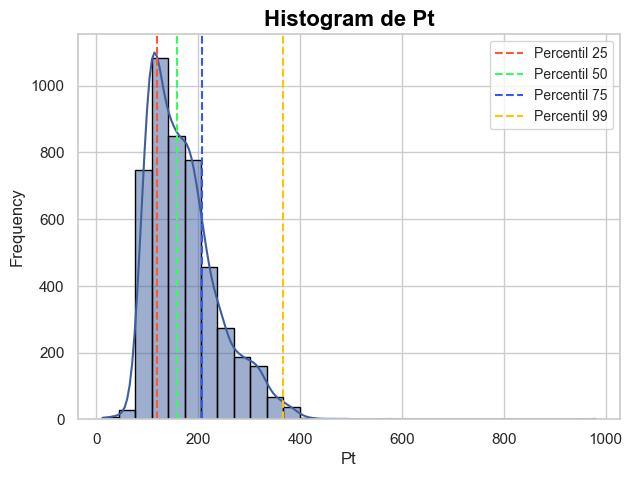 Histogram de Pt
Percentil 25
Percentil 50
Percentil 75
Percentil 99
Frequency
1000
800
600
400
200
0
0 200 400 600 800 1000
Pt